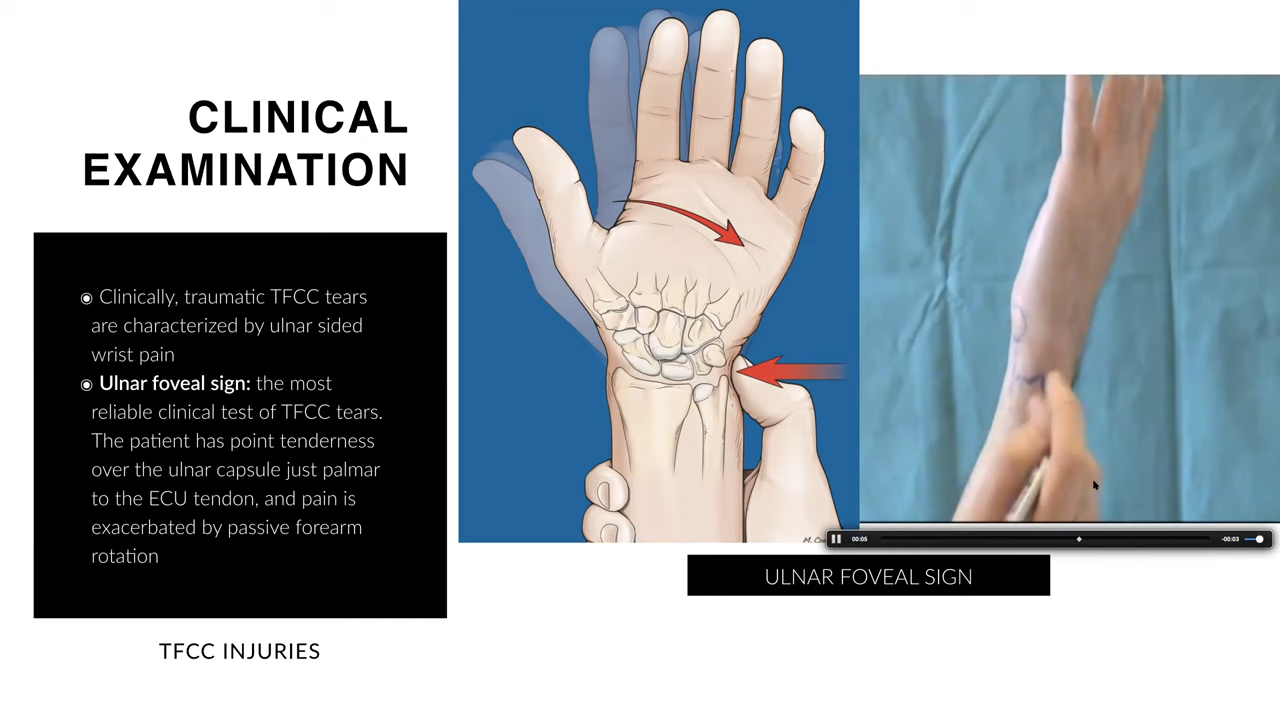 CLINICAL
EXAMINATION
◉ Clinically, traumatic TFCC tears
are characterized by ulnar sided
wrist pain
◉ Ulnar foveal sign: the most
reliable clinical test of TFCC tears.
The patient has point tenderness
over the ulnar capsule just palmar
to the ECU tendon, and pain is
exacerbated by passive forearm
rotation
TFCC INJURIES
00:05
-00:03
ULNAR FOVEAL SIGN